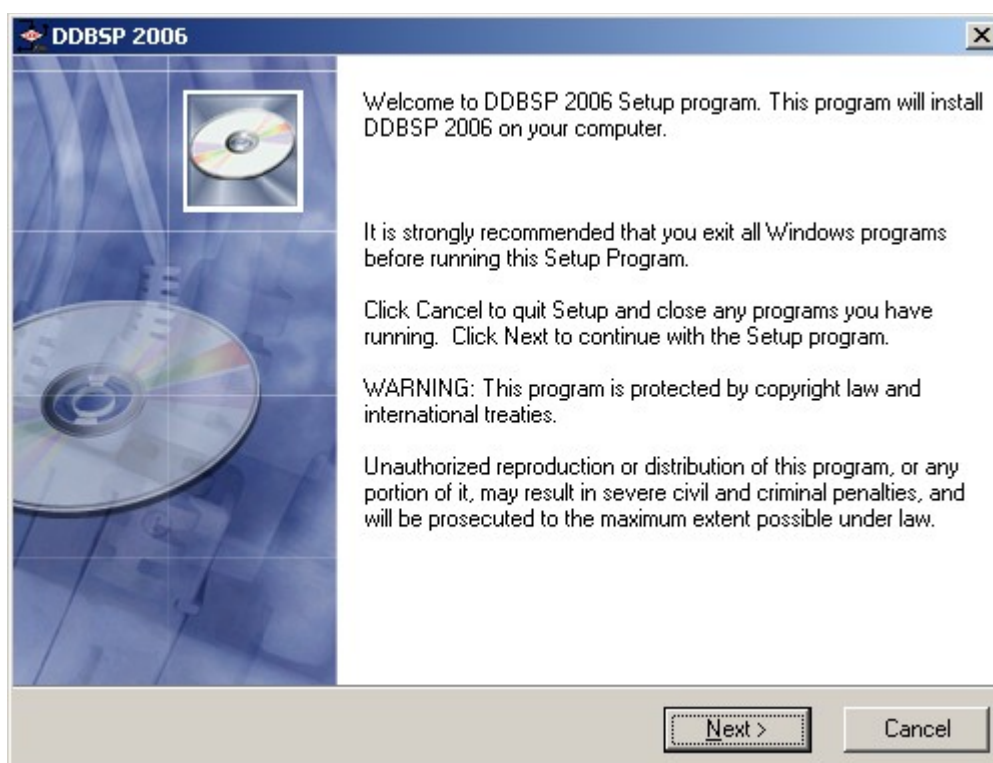 DDBSP 2006
Welcome to DDBSP 2006 Setup program. This program will install
DDBSP 2006 on your computer.
It is strongly recommended that you exit all Windows programs
before running this Setup Program.
Click Cancel to quit Setup and close any programs you have
running.  Click Next to continue with the Setup program.
WARNING: This program is protected by copyright law and
international treaties.
Unauthorized reproduction or distribution of this program, or any
portion of it, may result in severe civil and criminal penalties, and
will be prosecuted to the maximum extent possible under law.
Next >
Cancel